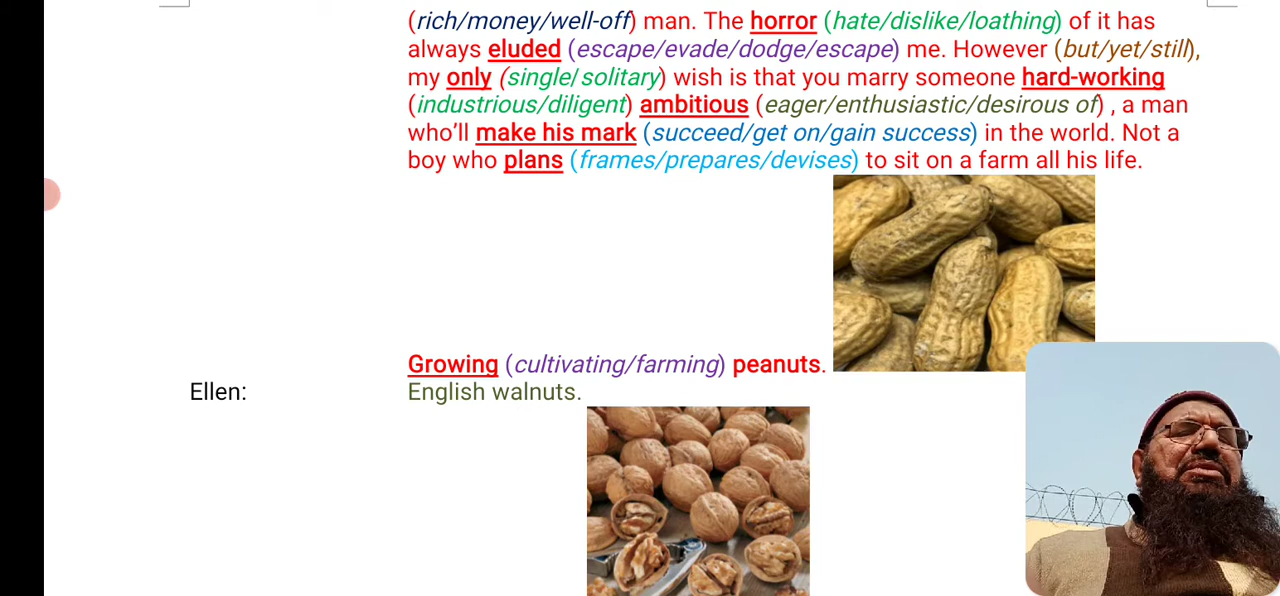 (rich/money/well-off) man. The horror (hate/dislike/loathing) of it has
always eluded (escape/evade/dodge/escape) me. However (but/yet/still),
my only (single/solitary) wish is that you marry someone hard-working
(industrious/diligent) ambitious (eager/enthusiastic/desirous of) , a man
who'll make his mark (succeed/get on/gain success) in the world. Not a
boy who plans (frames/prepares/devises) to sit on a farm all his life.
Growing (cultivating/farming) peanuts.
Ellen: English walnuts.